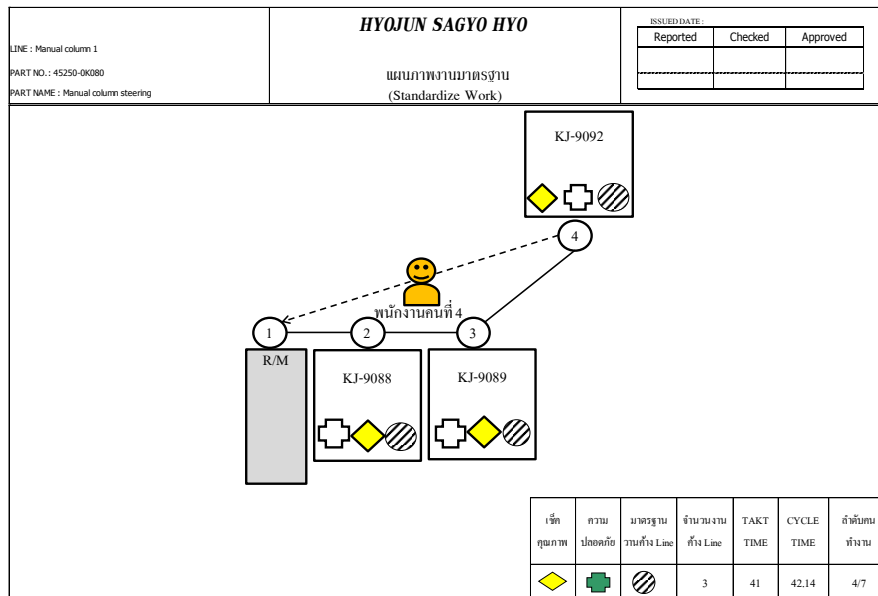 HYOJUN SAGYO HYO
ISSUED DATE :
Reported Checked Approved
LINE : Manual column 1
PART NO. : 45250-0K080
แผนภาพงานมาตรฐาน
PART NAME : Manual column steering
(Standardize Work)
KJ-9092
4
พนักงานคนที่ 4
1
2
3
R/M
KJ-9088
KJ-9089
เช็ค ความ มาตรฐาน จำนวนงาน TAKT CYCLE ลำดับคน
คุณภาพ ปลอดภัย วานค้าง Line ค้าง Line TIME TIME ทำงาน
3 41 42.14 4/7